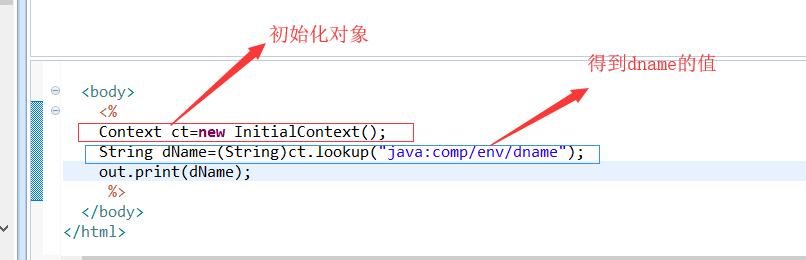 初始化对象
得到dname的值
<body>
<%
Context ct=new InitialContext();
String dName=(String)ct.lookup("java:comp/env/dname");
out.print(dName);
%>
</body>
</html>